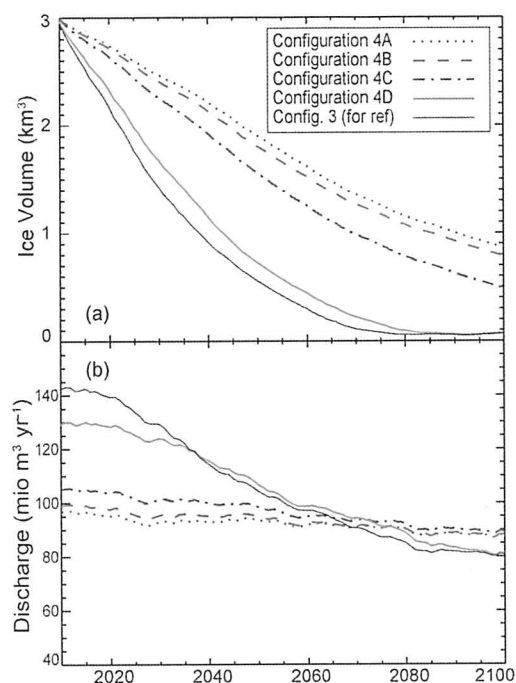 3
2
1
0
Ice Volume (km³)
Configuration 4A
Configuration 4B
Configuration 4C
Configuration 4D
Config. 3 (for ref)
(a)
(b)
140
120
100
80
60
40
Discharge (mio m³ yr⁻¹)
2020 2040 2060 2080 2100